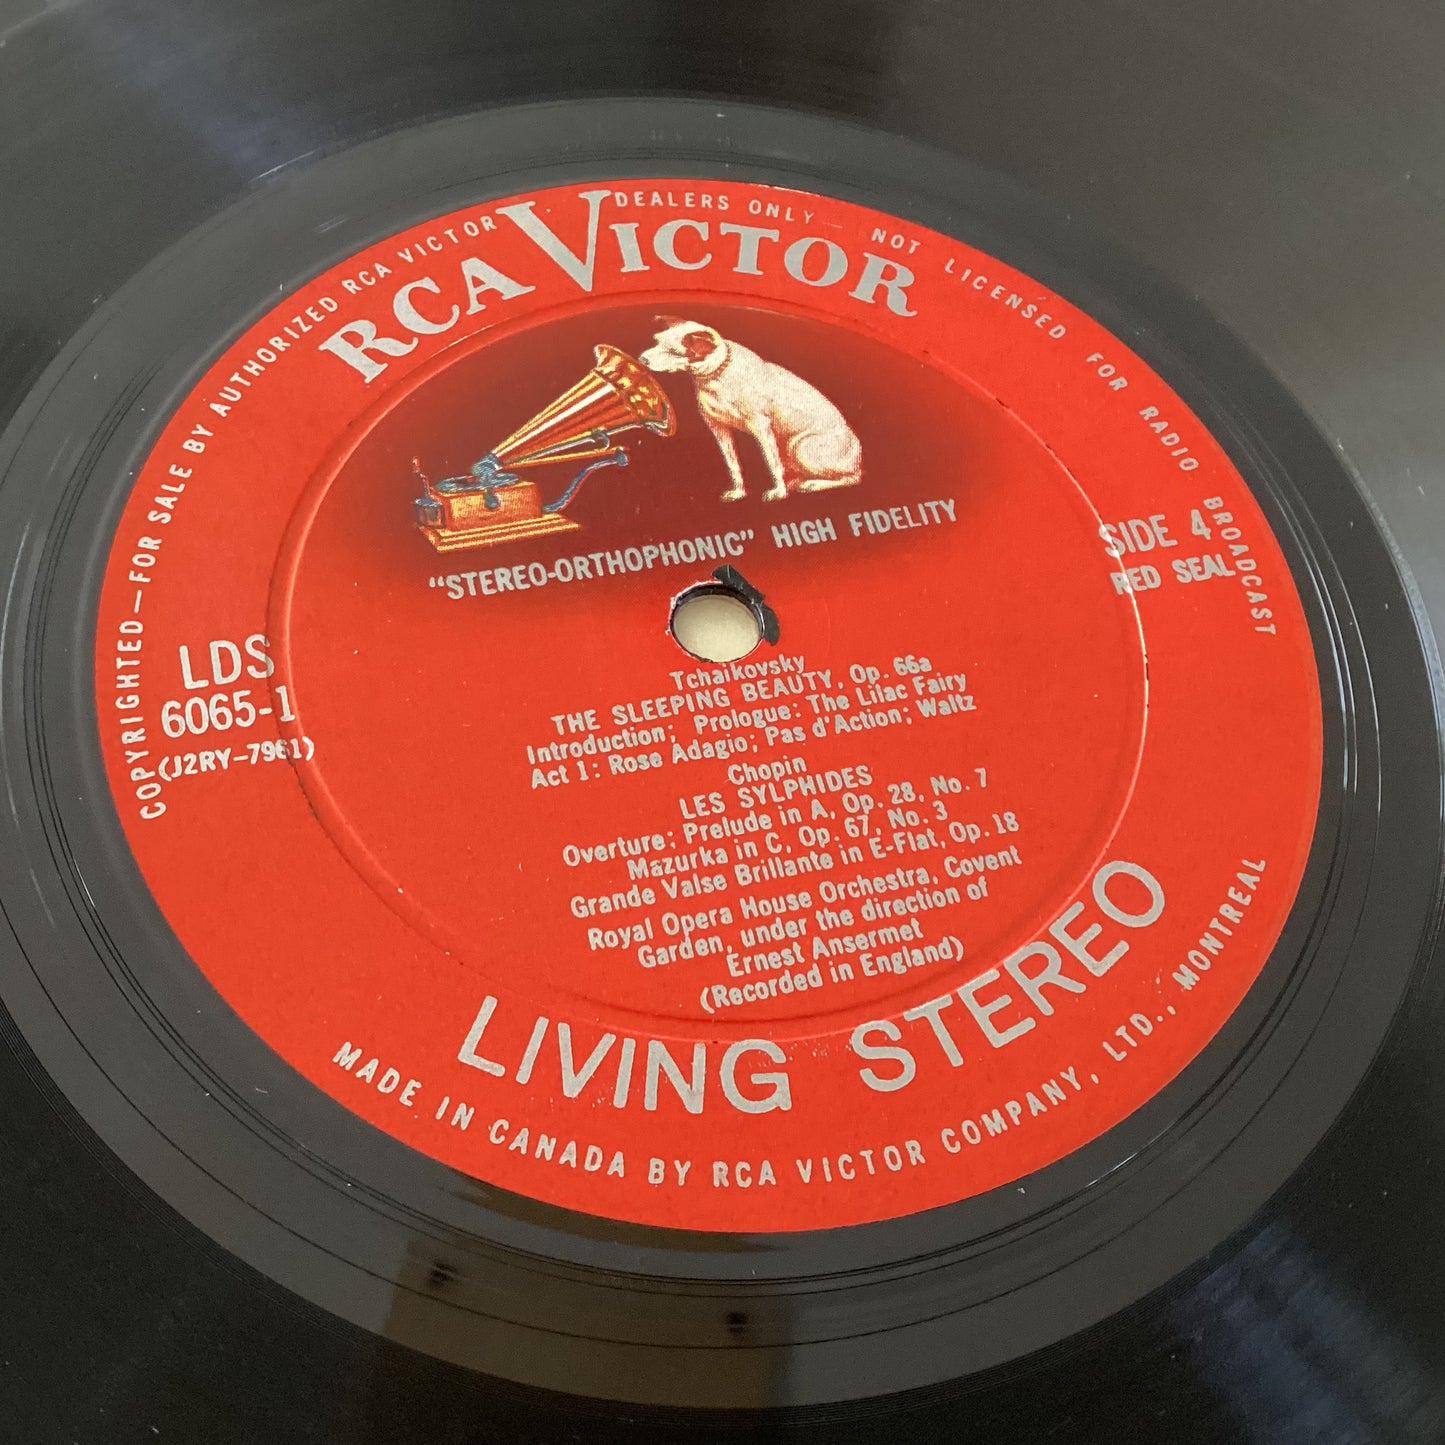 COPYRIGHTED—FOR SALE BY AUTHORIZED RCA VICTOR DEALERS ONLY NOT LICENSED FOR RADIO BROADCAST
RCA VICTOR
"STEREO-ORTHOPHONIC" HIGH FIDELITY
SIDE 4
RED SEAL
LDS
6065-1
(J2RY-7961)
Tchaikovsky
THE SLEEPING BEAUTY, Op. 66a
Introduction; Prologue: The Lilac Fairy
Act 1: Rose Adagio; Pas d'Action; Waltz
Chopin
LES SYLPHIDES
Overture: Prelude in A, Op. 28, No. 7
Mazurka in C, Op. 67, No. 3
Grande Valse Brillante in E-Flat, Op. 18
Royal Opera House Orchestra, Covent
Garden, under the direction of
Ernest Ansermet
(Recorded in England)
LIVING STEREO
MADE IN CANADA BY RCA VICTOR COMPANY, LTD., MONTREAL